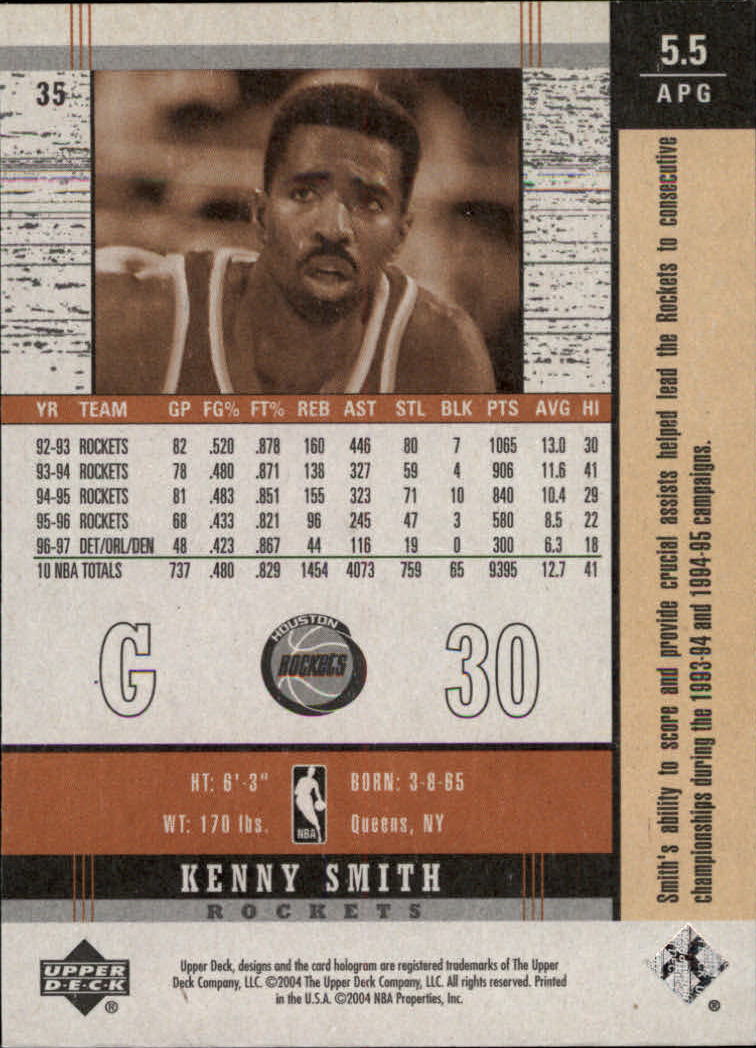 35
5.5
APG
YR TEAM GP FG% FT% REB AST STL BLK PTS AVG HI
92-93 ROCKETS 82 .520 .878 160 446 80 7 1065 13.0 30
93-94 ROCKETS 78 .480 .871 138 327 59 4 906 11.6 41
94-95 ROCKETS 81 .483 .851 155 323 71 10 840 10.4 29
95-96 ROCKETS 68 .433 .821 96 245 47 3 580 8.5 22
96-97 DET/ORL/DEN 48 .423 .867 44 116 19 0 300 6.3 18
10 NBA TOTALS 737 .480 .829 1454 4073 759 65 9395 12.7 41
G
HOUSTON
ROCKETS
30
HT: 6'-3"
BORN: 3-8-65
WT: 170 lbs.
NBA
Queens, NY
KENNY SMITH
ROCKETS
Smith's ability to score and provide crucial assists helped lead the Rockets to consecutive
championships during the 1993-94 and 1994-95 campaigns.
UPPER
D·E·C·K
®
Upper Deck, designs and the card hologram are registered trademarks of The Upper
Deck Company, LLC. ©2004 The Upper Deck Company, LLC. All rights reserved. Printed
in the U.S.A. ©2004 NBA Properties, Inc.
®